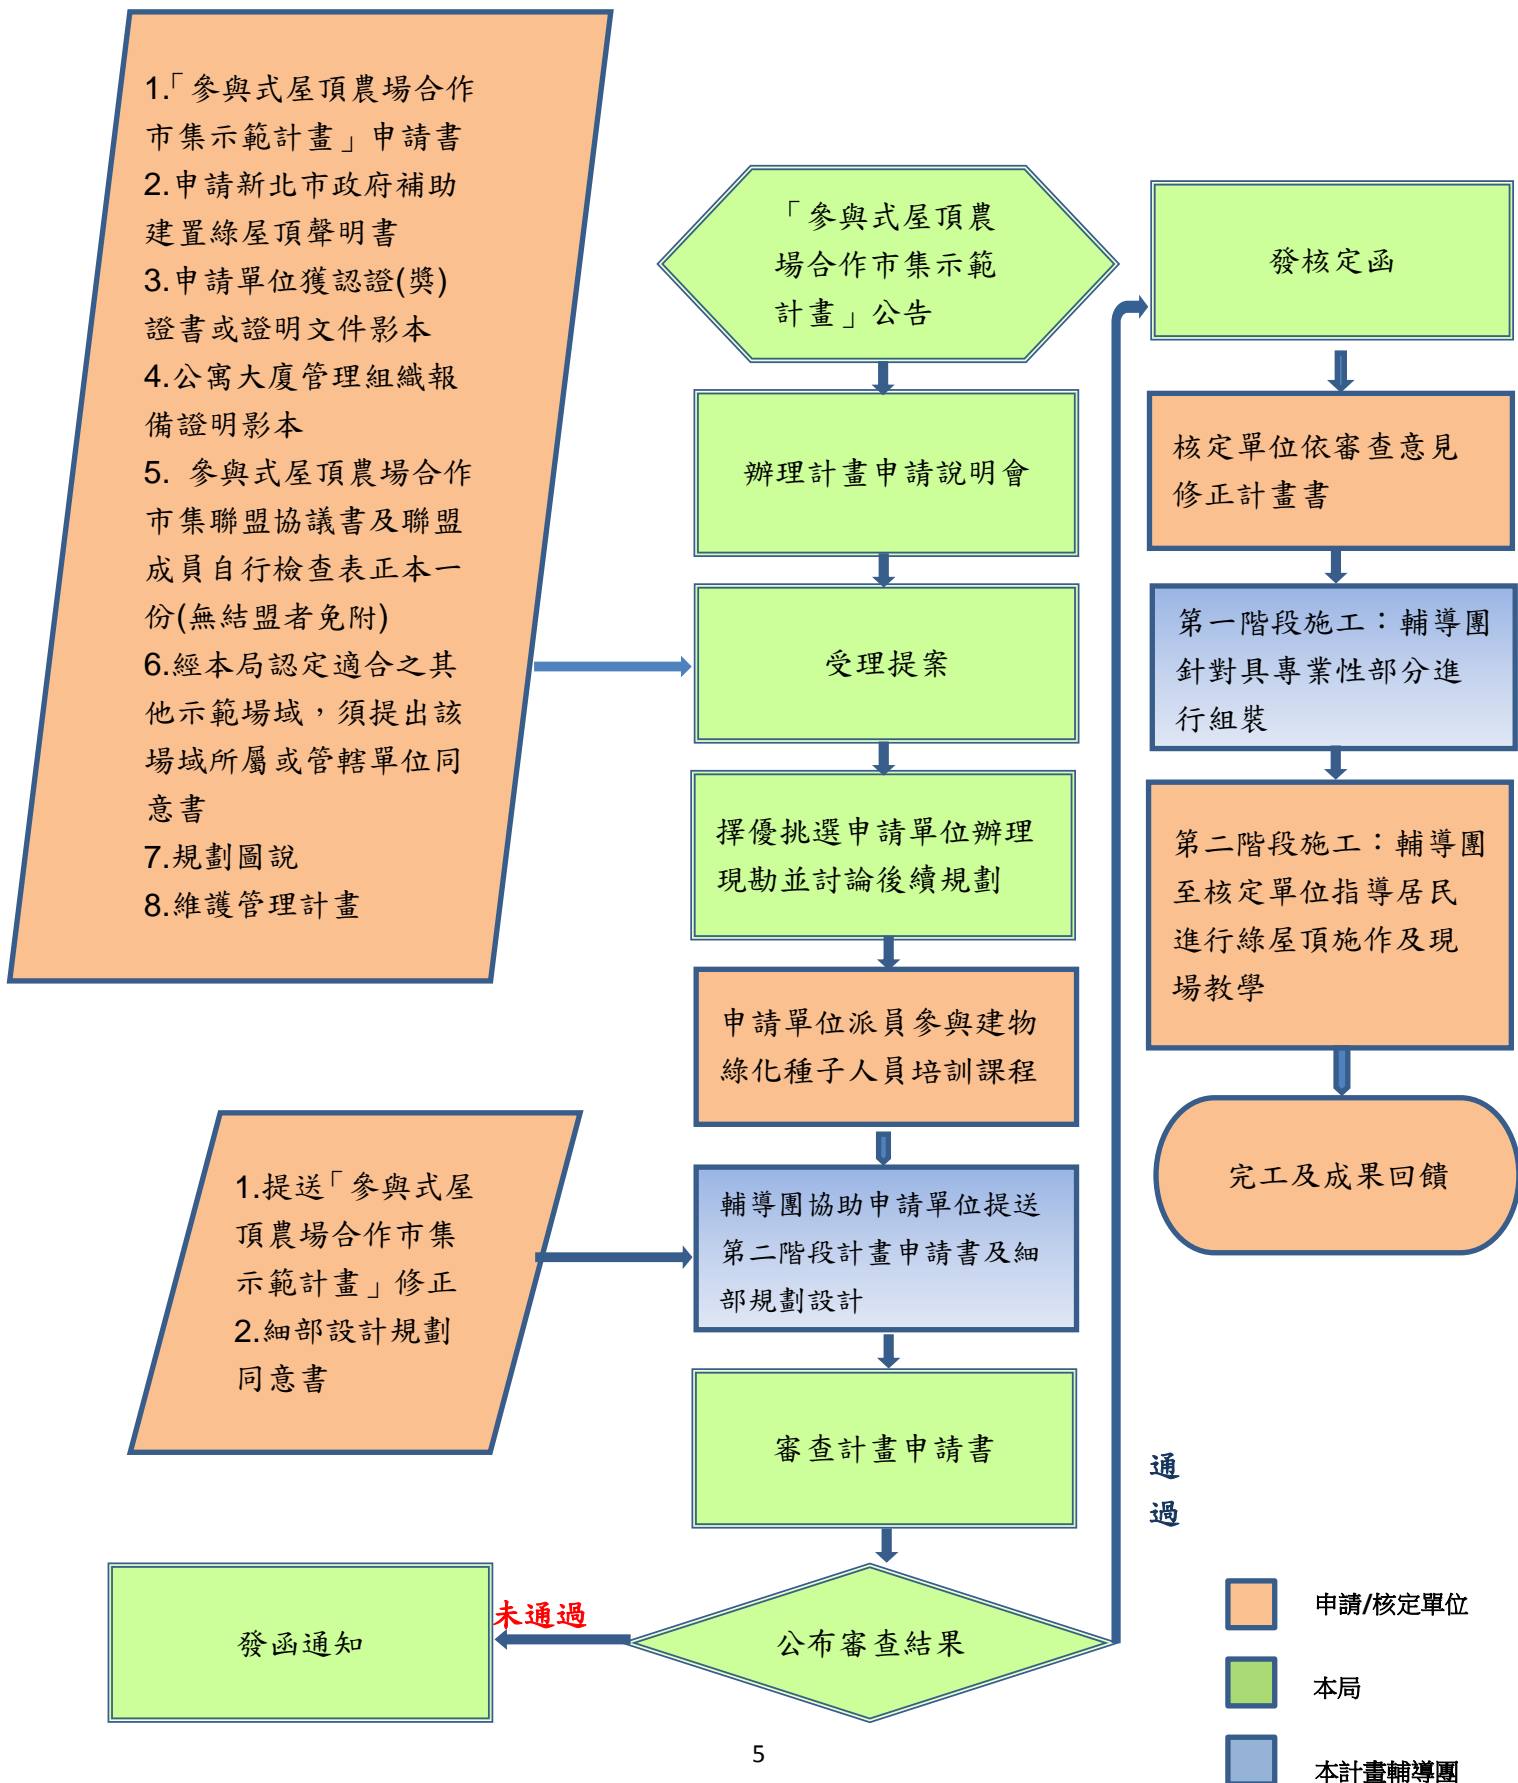 1.「參與式屋頂農場合作
市集示範計畫」申請書
2.申請新北市政府補助
建置綠屋頂聲明書
3.申請單位獲認證(獎)
證書或證明文件影本
4.公寓大廈管理組織報
備證明影本
5. 參與式屋頂農場合作
市集聯盟協議書及聯盟
成員自行檢查表正本一
份(無結盟者免附)
6.經本局認定適合之其
他示範場域，須提出該
場域所屬或管轄單位同
意書
7.規劃圖說
8.維護管理計畫
1.提送「參與式屋
頂農場合作市集
示範計畫」修正
2.細部設計規劃
同意書
「參與式屋頂農
場合作市集示範
計畫」公告
辦理計畫申請說明會
受理提案
擇優挑選申請單位辦理
現勘並討論後續規劃
申請單位派員參與建物
綠化種子人員培訓課程
輔導團協助申請單位提送
第二階段計畫申請書及細
部規劃設計
審查計畫申請書
公布審查結果
未通過
發函通知
通
過
發核定函
核定單位依審查意見
修正計畫書
第一階段施工：輔導團
針對具專業性部分進
行組裝
第二階段施工：輔導團
至核定單位指導居民
進行綠屋頂施作及現
場教學
完工及成果回饋
申請/核定單位
本局
本計畫輔導團
5